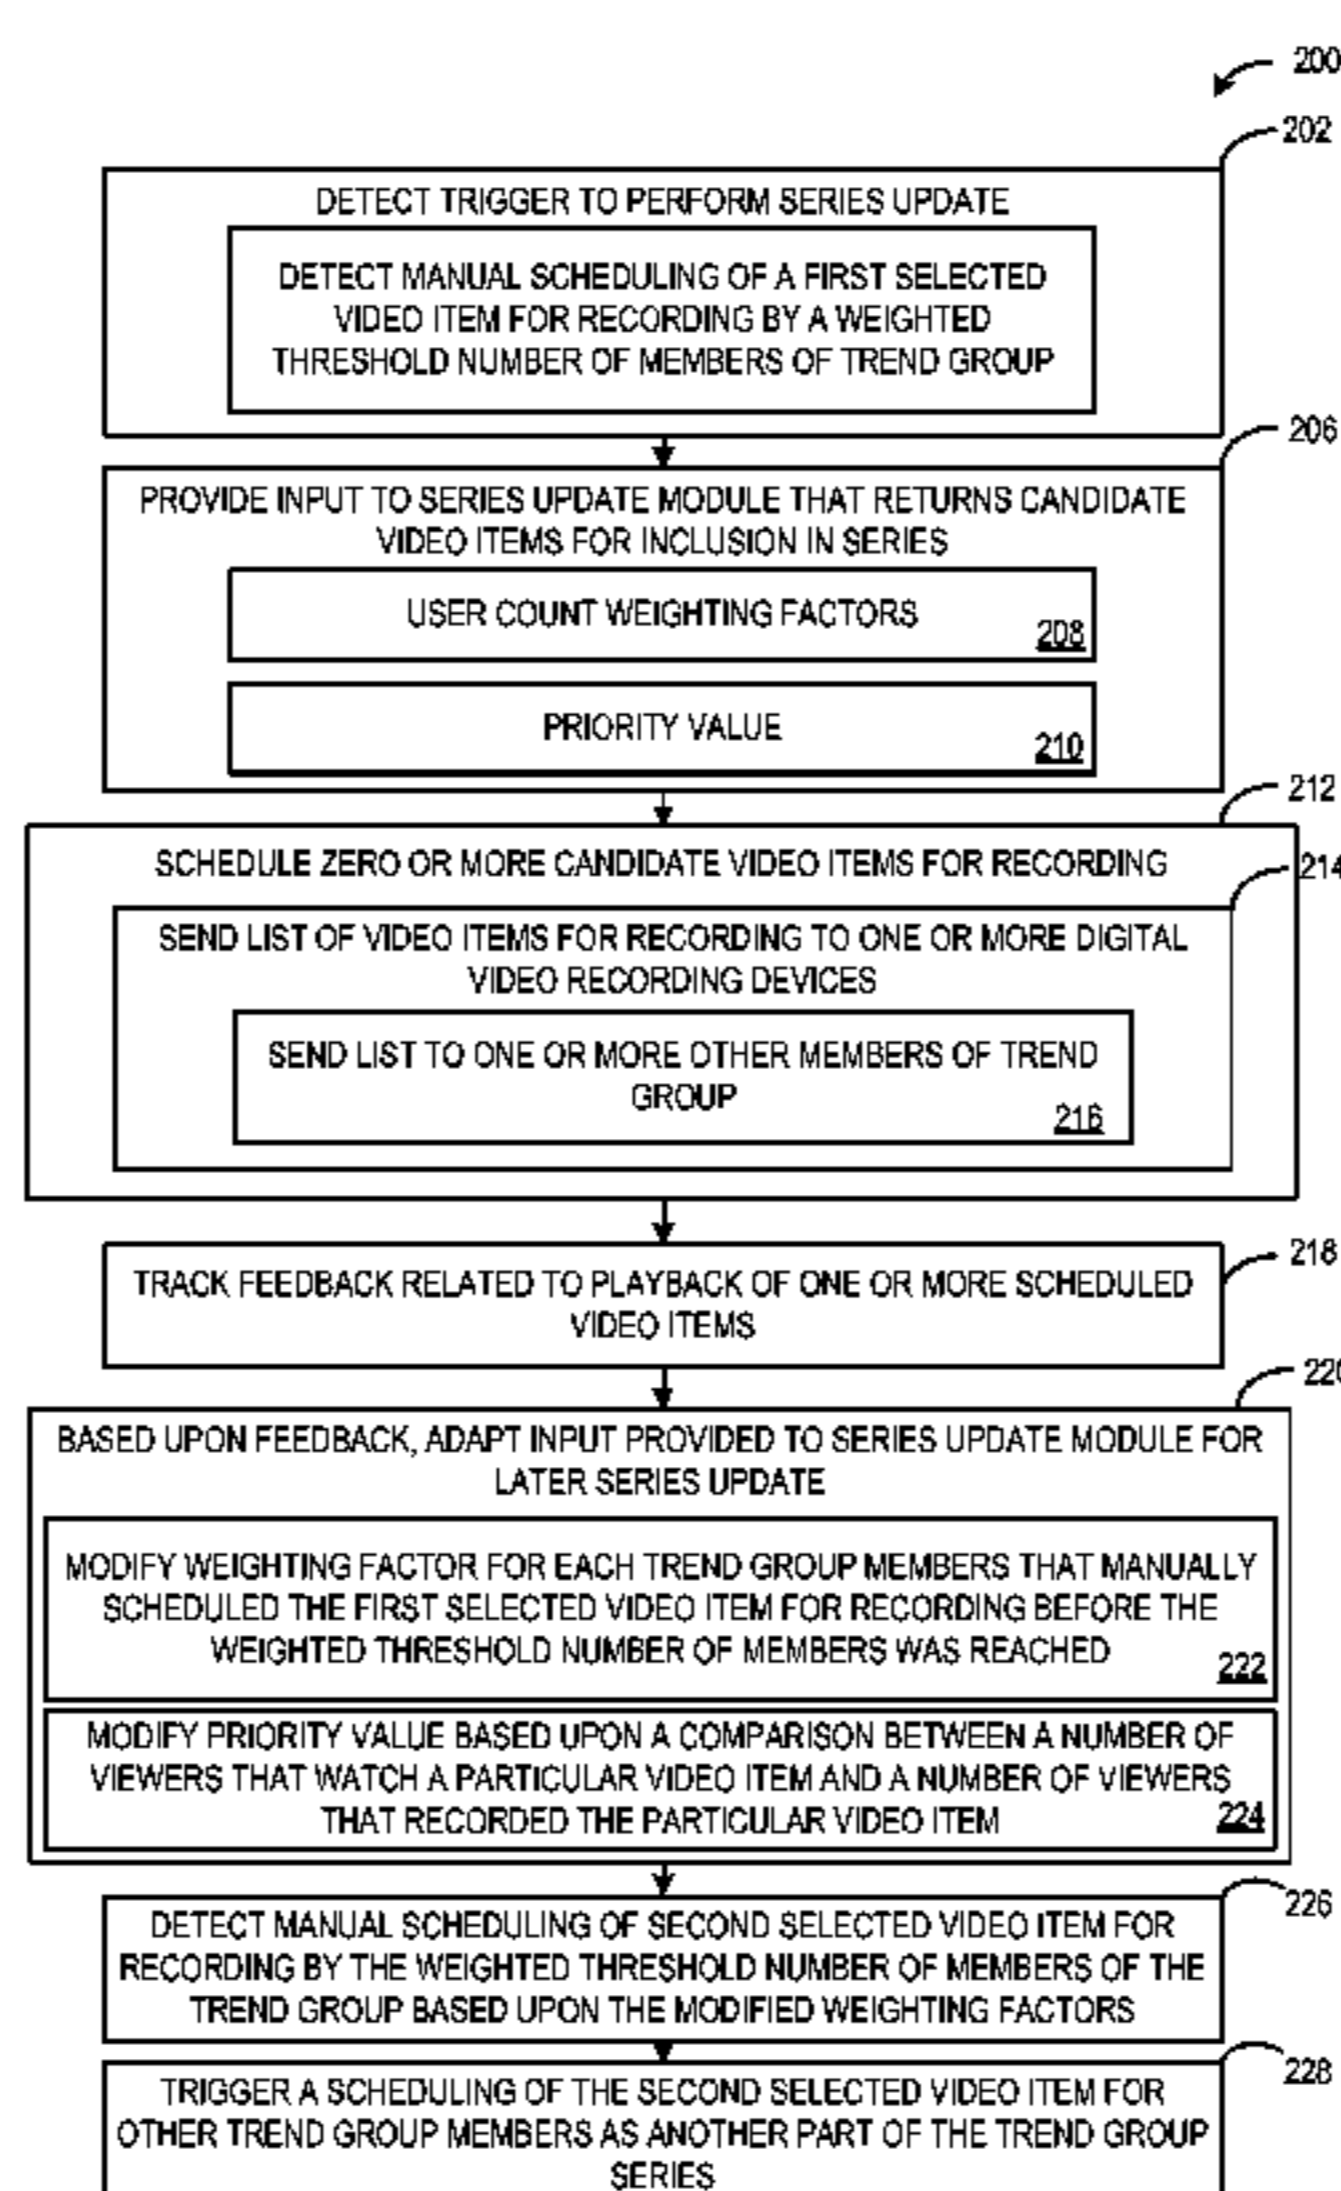 200
202
DETECT TRIGGER TO PERFORM SERIES UPDATE
DETECT MANUAL SCHEDULING OF A FIRST SELECTED
VIDEO ITEM FOR RECORDING BY A WEIGHTED
THRESHOLD NUMBER OF MEMBERS OF TREND GROUP
206
PROVIDE INPUT TO SERIES UPDATE MODULE THAT RETURNS CANDIDATE
VIDEO ITEMS FOR INCLUSION IN SERIES
USER COUNT WEIGHTING FACTORS
208
PRIORITY VALUE
210
212
SCHEDULE ZERO OR MORE CANDIDATE VIDEO ITEMS FOR RECORDING
214
SEND LIST OF VIDEO ITEMS FOR RECORDING TO ONE OR MORE DIGITAL
VIDEO RECORDING DEVICES
SEND LIST TO ONE OR MORE OTHER MEMBERS OF TREND
GROUP
216
218
TRACK FEEDBACK RELATED TO PLAYBACK OF ONE OR MORE SCHEDULED
VIDEO ITEMS
220
BASED UPON FEEDBACK, ADAPT INPUT PROVIDED TO SERIES UPDATE MODULE FOR
LATER SERIES UPDATE
MODIFY WEIGHTING FACTOR FOR EACH TREND GROUP MEMBERS THAT MANUALLY
SCHEDULED THE FIRST SELECTED VIDEO ITEM FOR RECORDING BEFORE THE
WEIGHTED THRESHOLD NUMBER OF MEMBERS WAS REACHED
222
MODIFY PRIORITY VALUE BASED UPON A COMPARISON BETWEEN A NUMBER OF
VIEWERS THAT WATCH A PARTICULAR VIDEO ITEM AND A NUMBER OF VIEWERS
THAT RECORDED THE PARTICULAR VIDEO ITEM
224
226
DETECT MANUAL SCHEDULING OF SECOND SELECTED VIDEO ITEM FOR
RECORDING BY THE WEIGHTED THRESHOLD NUMBER OF MEMBERS OF THE
TREND GROUP BASED UPON THE MODIFIED WEIGHTING FACTORS
228
TRIGGER A SCHEDULING OF THE SECOND SELECTED VIDEO ITEM FOR
OTHER TREND GROUP MEMBERS AS ANOTHER PART OF THE TREND GROUP
SERIES